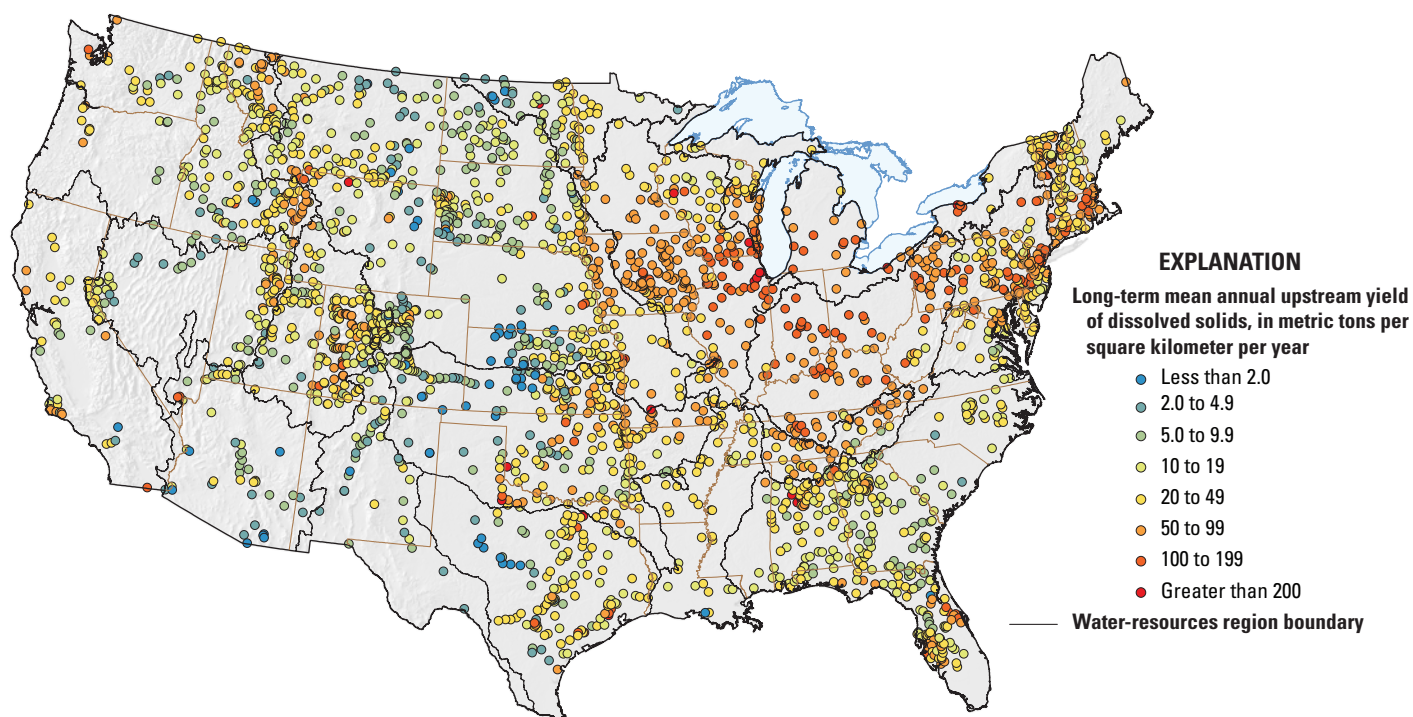 EXPLANATION
Long-term mean annual upstream yield
of dissolved solids, in metric tons per
square kilometer per year
Less than 2.0
2.0 to 4.9
5.0 to 9.9
10 to 19
20 to 49
50 to 99
100 to 199
Greater than 200
Water-resources region boundary